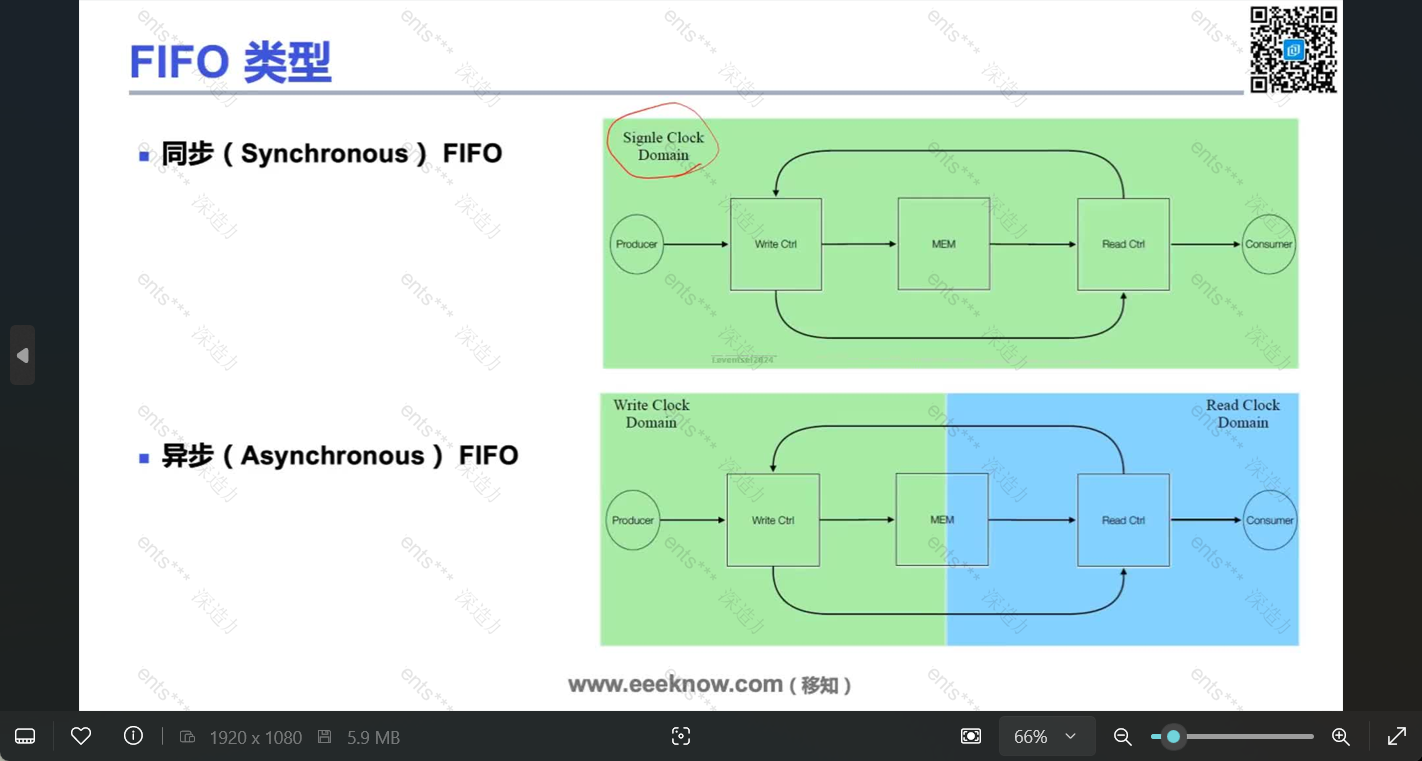 FIFO 类型
同步（Synchronous） FIFO
Signle Clock
Domain
Producer
Write Ctrl
MEM
Read Ctrl
Consumer
异步（Asynchronous） FIFO
Write Clock
Domain
Read Clock
Domain
Producer
Write Ctrl
MEM
Read Ctrl
Consumer
www.eeeknow.com（移知）
1920 x 1080
5.9 MB
66%